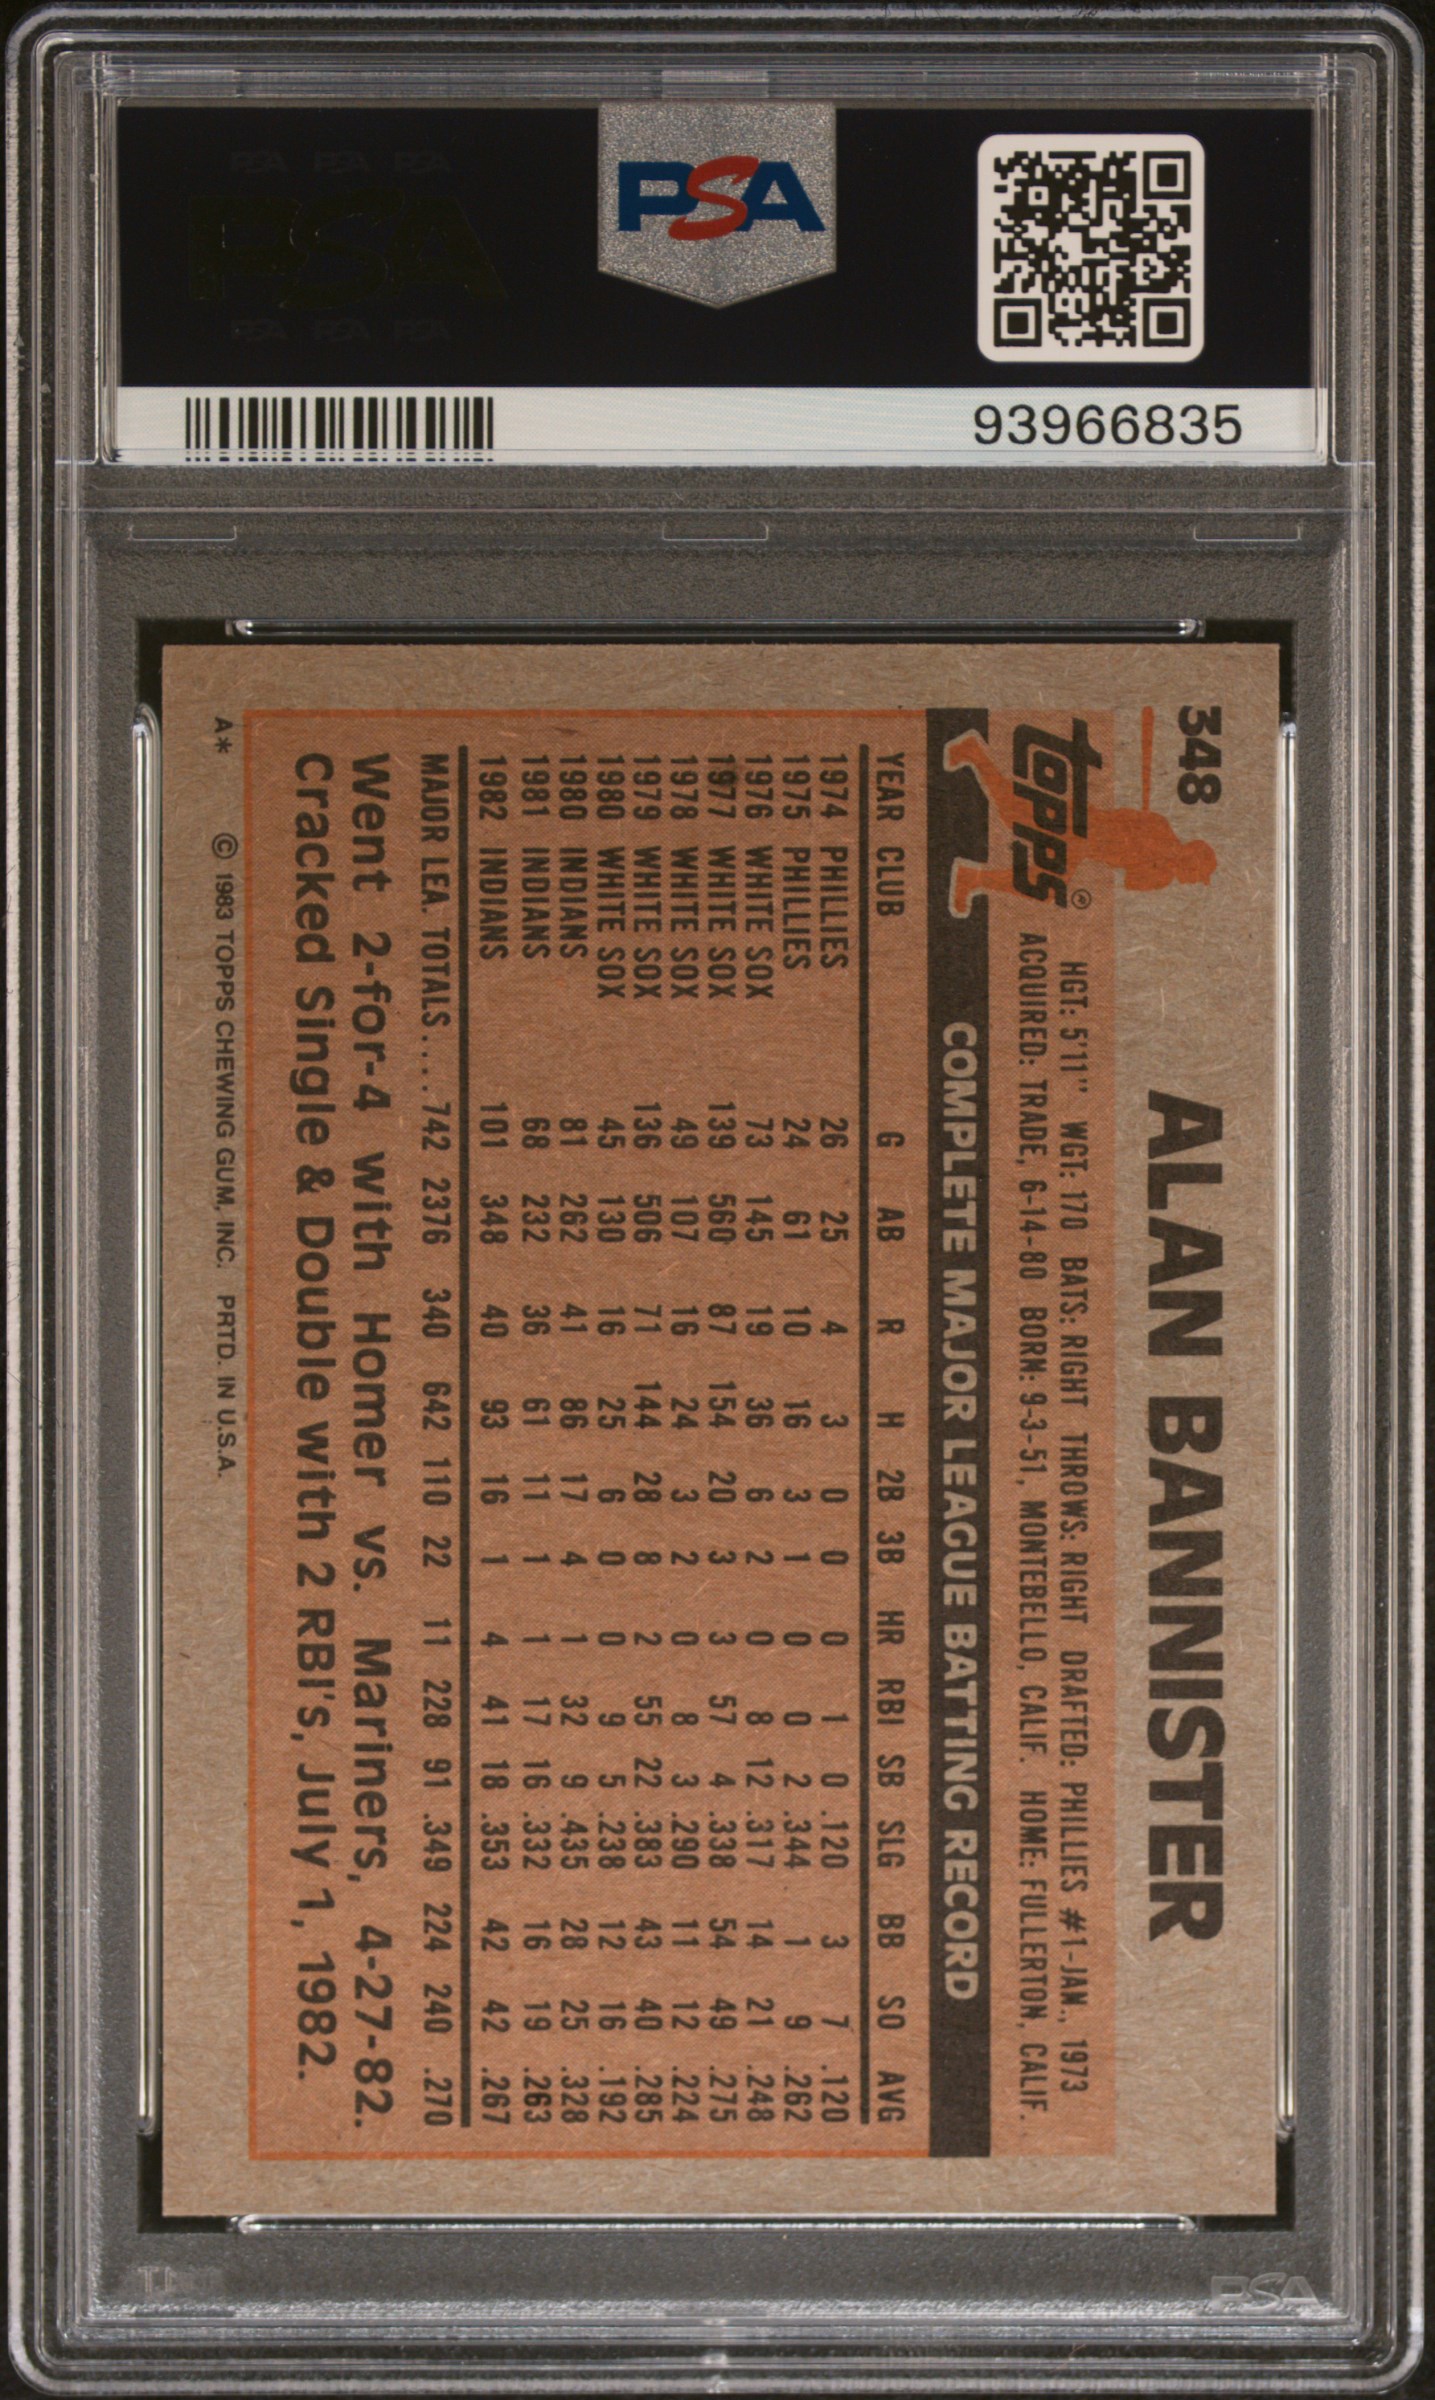 PSA
93966835
348
ALAN BANNISTER
topps®
HGT: 5'11" WGT: 170 BATS: RIGHT THROWS: RIGHT DRAFTED: PHILLIES #1-JAN., 1973
ACQUIRED: TRADE, 6-14-80 BORN: 9-3-51, MONTEBELLO, CALIF. HOME: FULLERTON, CALIF.
COMPLETE MAJOR LEAGUE BATTING RECORD
YEAR CLUB G AB R H 2B 3B HR RBI SB SLG BB SO AVG
1974 PHILLIES 26 25 4 3 0 0 0 1 0 .120 3 7 .120
1975 PHILLIES 24 61 10 16 3 1 0 0 2 .344 1 9 .262
1976 WHITE SOX 73 145 19 36 6 2 0 8 12 .317 14 21 .248
1977 WHITE SOX 139 560 87 154 20 3 3 57 4 .338 54 49 .275
1978 WHITE SOX 49 107 16 24 3 2 0 8 3 .290 11 12 .224
1979 WHITE SOX 136 506 71 144 28 8 2 55 22 .383 43 40 .285
1980 WHITE SOX 45 130 16 25 6 0 0 9 5 .238 12 16 .192
1980 INDIANS 81 262 41 86 17 4 1 32 9 .435 28 25 .328
1981 INDIANS 68 232 36 61 11 1 1 17 16 .332 16 19 .263
1982 INDIANS 101 348 40 93 16 1 4 41 18 .353 42 42 .267
MAJOR LEA. TOTALS....742 2376 340 642 110 22 11 228 91 .349 224 240 .270
Went 2-for-4 with Homer vs. Mariners, 4-27-82.
Cracked Single & Double with 2 RBI's, July 1, 1982.
A* © 1983 TOPPS CHEWING GUM, INC. PRTD. IN U.S.A.
PSA